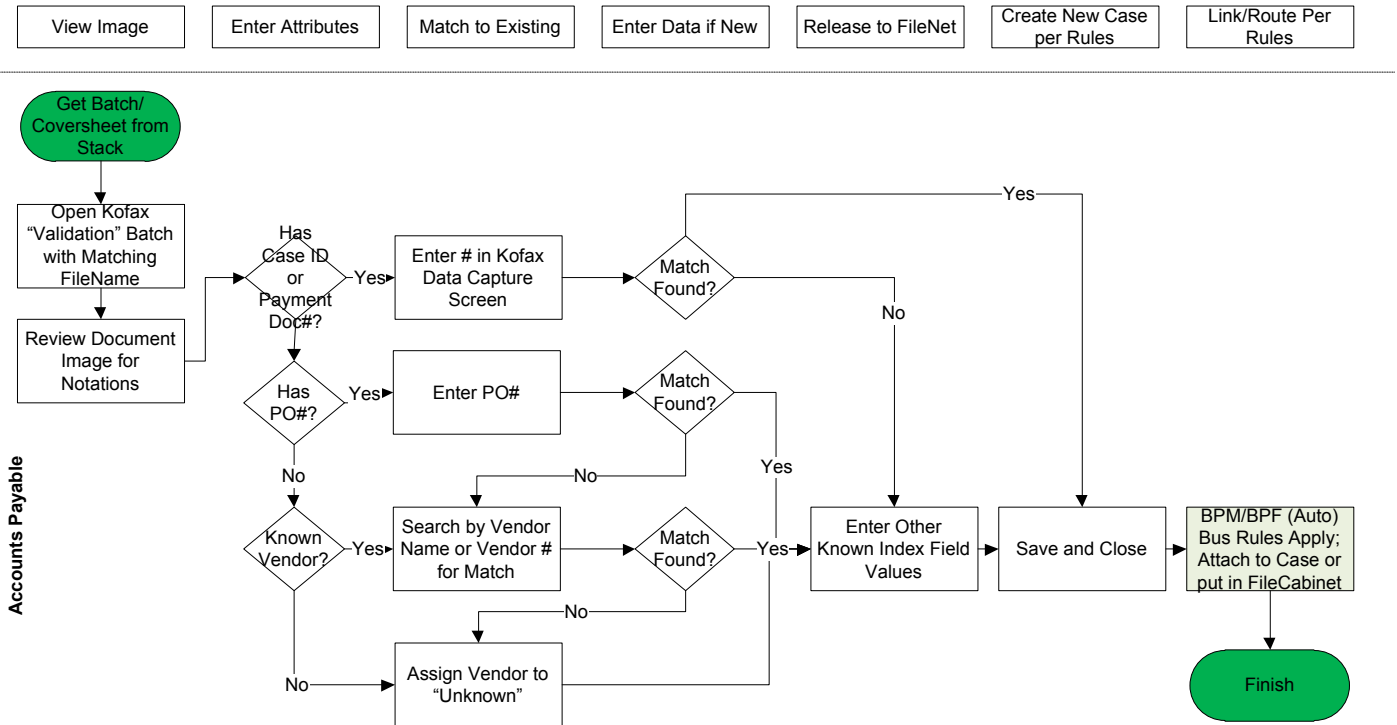 View Image
Enter Attributes
Match to Existing
Enter Data if New
Release to FileNet
Create New Case
per Rules
Link/Route Per
Rules
Get Batch/
Coversheet from
Stack
Open Kofax
“Validation” Batch
with Matching
FileName
Review Document
Image for
Notations
Has
Case ID
or
Payment
Doc#?
Yes
Enter # in Kofax
Data Capture
Screen
Match
Found?
Yes
No
Has
PO#?
Yes
Enter PO#
Match
Found?
Yes
No
No
Known
Vendor?
Yes
Search by Vendor
Name or Vendor #
for Match
Match
Found?
Yes
Enter Other
Known Index Field
Values
Save and Close
BPM/BPF (Auto)
Bus Rules Apply;
Attach to Case or
put in FileCabinet
No
No
Assign Vendor to
“Unknown”
Finish
Accounts Payable